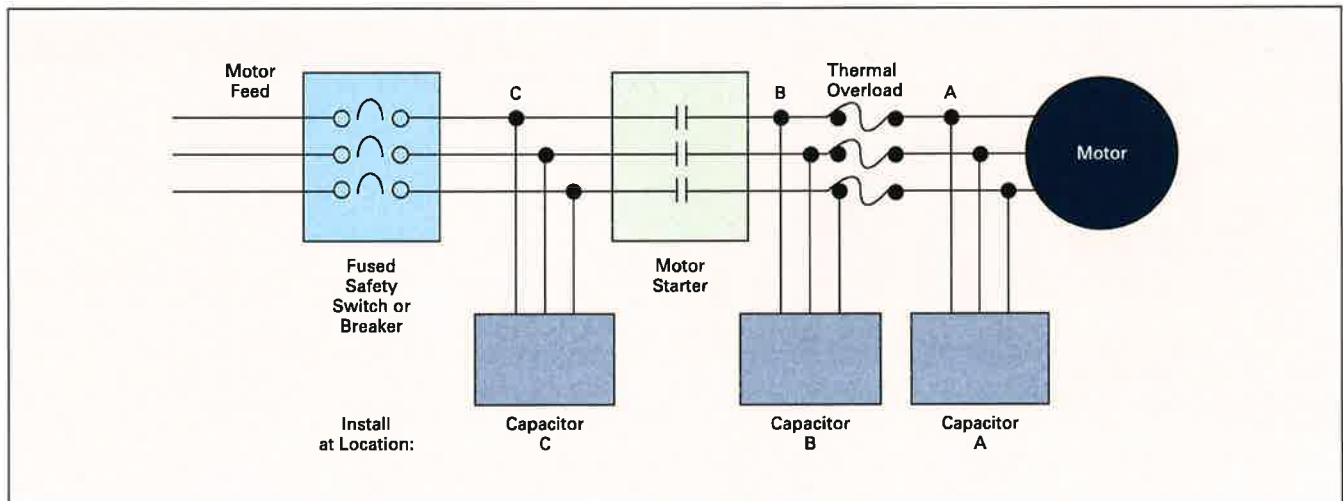 Motor
Feed
C
B
Thermal
Overload
A
Motor
Fused
Safety
Switch or
Breaker
Motor
Starter
Install
at Location:
Capacitor
C
Capacitor
B
Capacitor
A